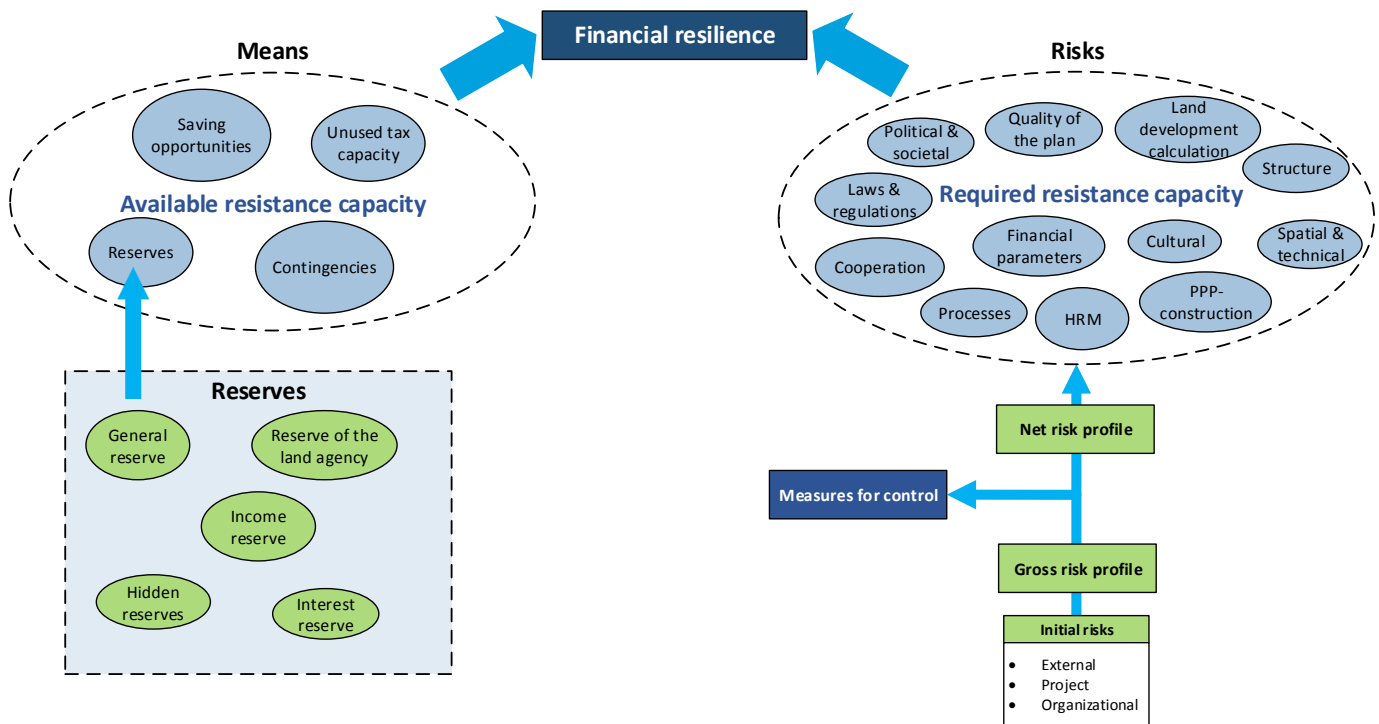 Financial resilience
Means
Saving
opportunities
Unused tax
capacity
Available resistance capacity
Reserves
Contingencies
Reserves
General
reserve
Reserve of the
land agency
Income
reserve
Hidden
reserves
Interest
reserve
Risks
Political &
societal
Quality of
the plan
Land
development
calculation
Structure
Laws &
regulations
Required resistance capacity
Cooperation
Financial
parameters
Cultural
Spatial &
technical
Processes
HRM
PPP-
construction
Net risk profile
Measures for control
Gross risk profile
Initial risks
• External
• Project
• Organizational